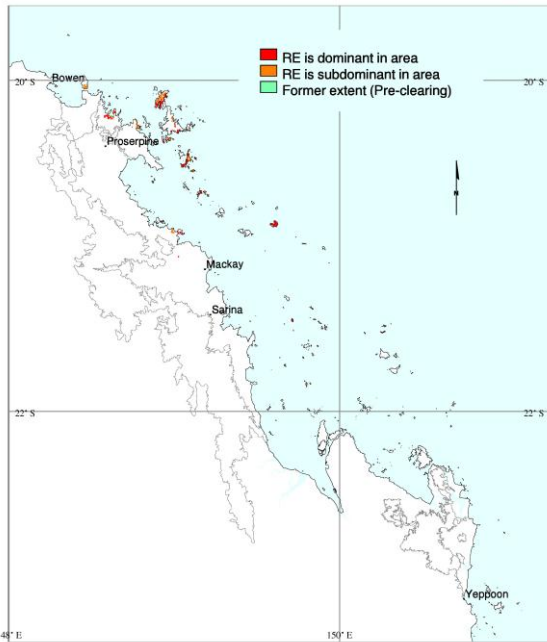 RE is dominant in area
RE is subdominant in area
Former extent (Pre-clearing)
20° S
20° S
Bowen
Proserpine
N
Mackay
Sarina
22° S
22° S
Yeppoon
48° E
150° E